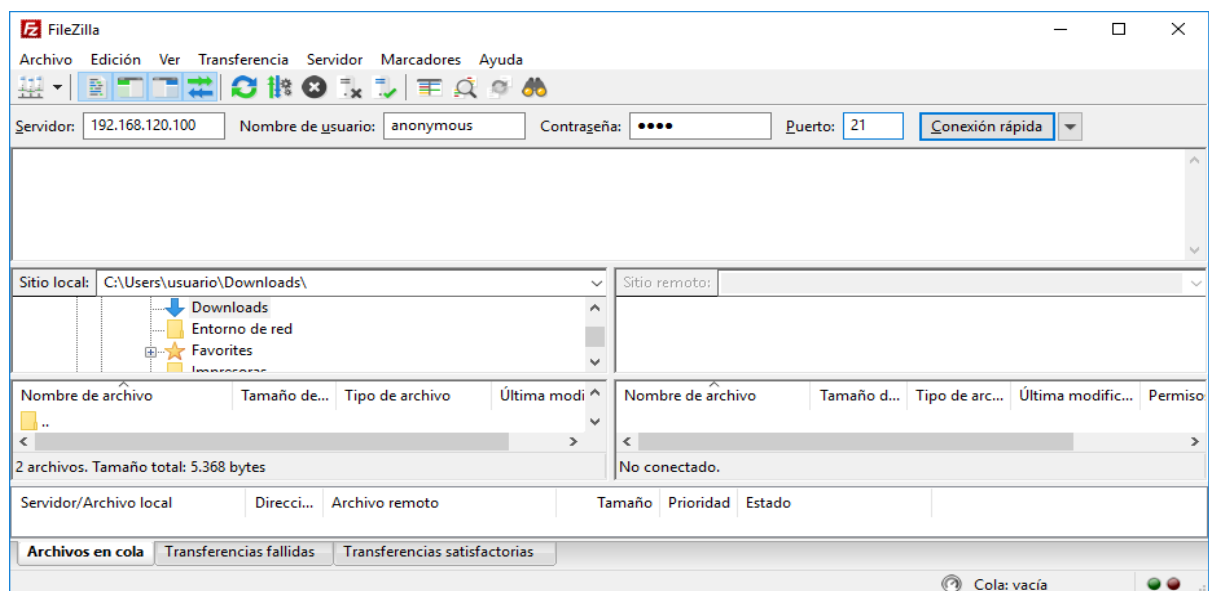 FileZilla
Archivo Edición Ver Transferencia Servidor Marcadores Ayuda
Servidor: 192.168.120.100 Nombre de usuario: anonymous Contraseña: •••• Puerto: 21 Conexión rápida
Sitio local: C:\Users\usuario\Downloads\
Sitio remoto:
Downloads
Entorno de red
Favorites
Impresoras
Nombre de archivo Tamaño de... Tipo de archivo Última modi
..
2 archivos. Tamaño total: 5.368 bytes
Nombre de archivo Tamaño d... Tipo de arc... Última modific... Permiso
No conectado.
Servidor/Archivo local Direcci... Archivo remoto Tamaño Prioridad Estado
Archivos en cola Transferencias fallidas Transferencias satisfactorias
Cola: vacía